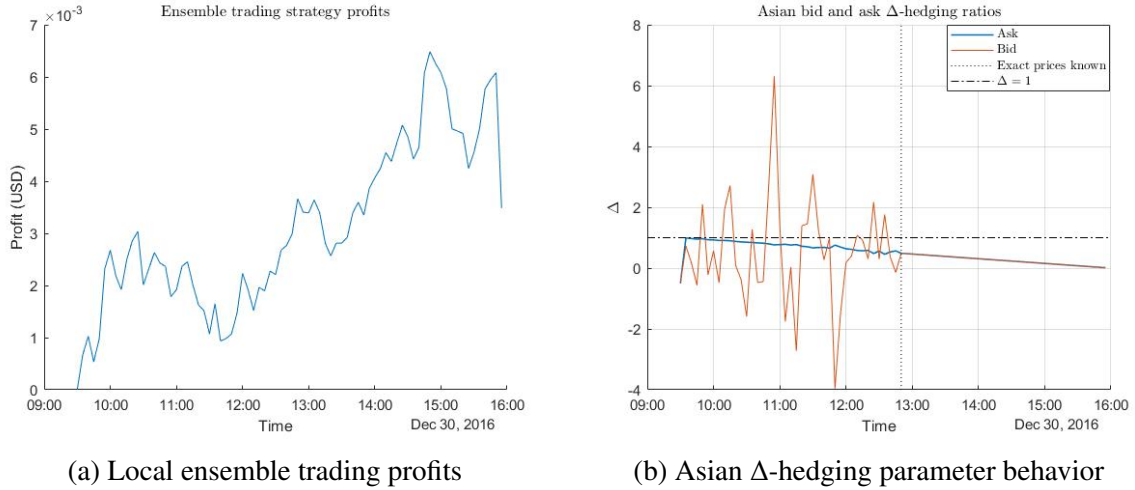 Ensemble trading strategy profits
×10⁻³
7
6
5
4
3
2
1
0
Profit (USD)
09:00 10:00 11:00 12:00 13:00 14:00 15:00 16:00
Time
Dec 30, 2016
(a) Local ensemble trading profits
Asian bid and ask Δ-hedging ratios
Ask
Bid
Exact prices known
Δ = 1
8
6
4
2
0
-2
-4
Δ
09:00 10:00 11:00 12:00 13:00 14:00 15:00 16:00
Time
Dec 30, 2016
(b) Asian Δ-hedging parameter behavior